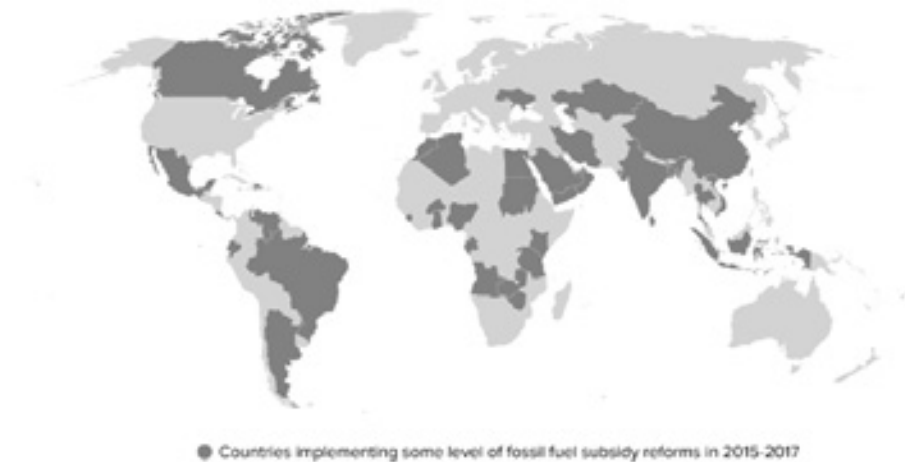 Countries implementing some level of fossil fuel subsidy reforms in 2015-2017